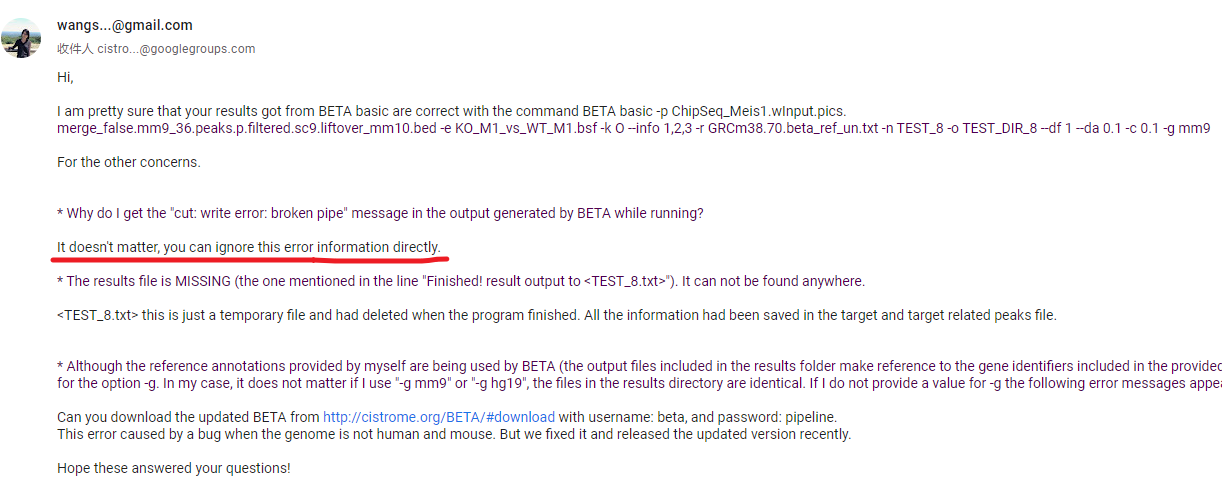 wangs...@gmail.com
收件人 cistro...@googlegroups.com
Hi,
I am pretty sure that your results got from BETA basic are correct with the command BETA basic -p ChipSeq_Meis1.wInput.pics.
merge_false.mm9_36.peaks.p.filtered.sc9.liftover_mm10.bed -e KO_M1_vs_WT_M1.bsf -k O --info 1,2,3 -r GRCm38.70.beta_ref_un.txt -n TEST_8 -o TEST_DIR_8 --df 1 --da 0.1 -c 0.1 -g mm9
For the other concerns.
* Why do I get the "cut: write error: broken pipe" message in the output generated by BETA while running?
It doesn't matter, you can ignore this error information directly.
* The results file is MISSING (the one mentioned in the line "Finished! result output to <TEST_8.txt>"). It can not be found anywhere.
<TEST_8.txt> this is just a temporary file and had deleted when the program finished. All the information had been saved in the target and target related peaks file.
* Although the reference annotations provided by myself are being used by BETA (the output files included in the results folder make reference to the gene identifiers included in the provided
for the option -g. In my case, it does not matter if I use "-g mm9" or "-g hg19", the files in the results directory are identical. If I do not provide a value for -g the following error messages appea
Can you download the updated BETA from http://cistrome.org/BETA/#download with username: beta, and password: pipeline.
This error caused by a bug when the genome is not human and mouse. But we fixed it and released the updated version recently.
Hope these answered your questions!